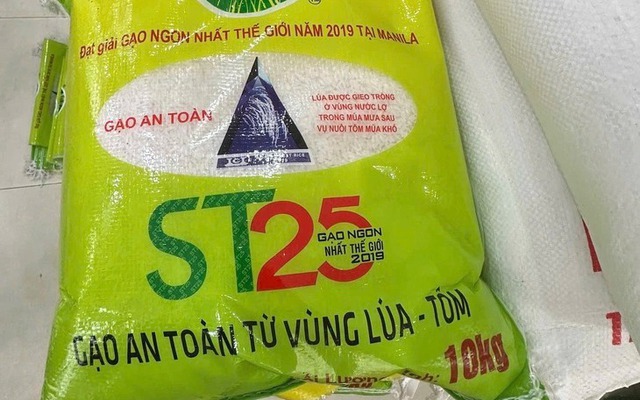 ®
Đạt giải GẠO NGON NHẤT THẾ GIỚI NĂM 2019 TẠI MANILA
GẠO AN TOÀN
LÚA ĐƯỢC GIEO TRỒNG
Ở VÙNG NƯỚC LỢ
TRONG MÙA MƯA SAU
VỤ NUÔI TÔM MÙA KHÔ
ST25
GẠO NGON
NHẤT THẾ GIỚI
2019
GẠO AN TOÀN TỪ VÙNG LÚA - TÔM
10kg